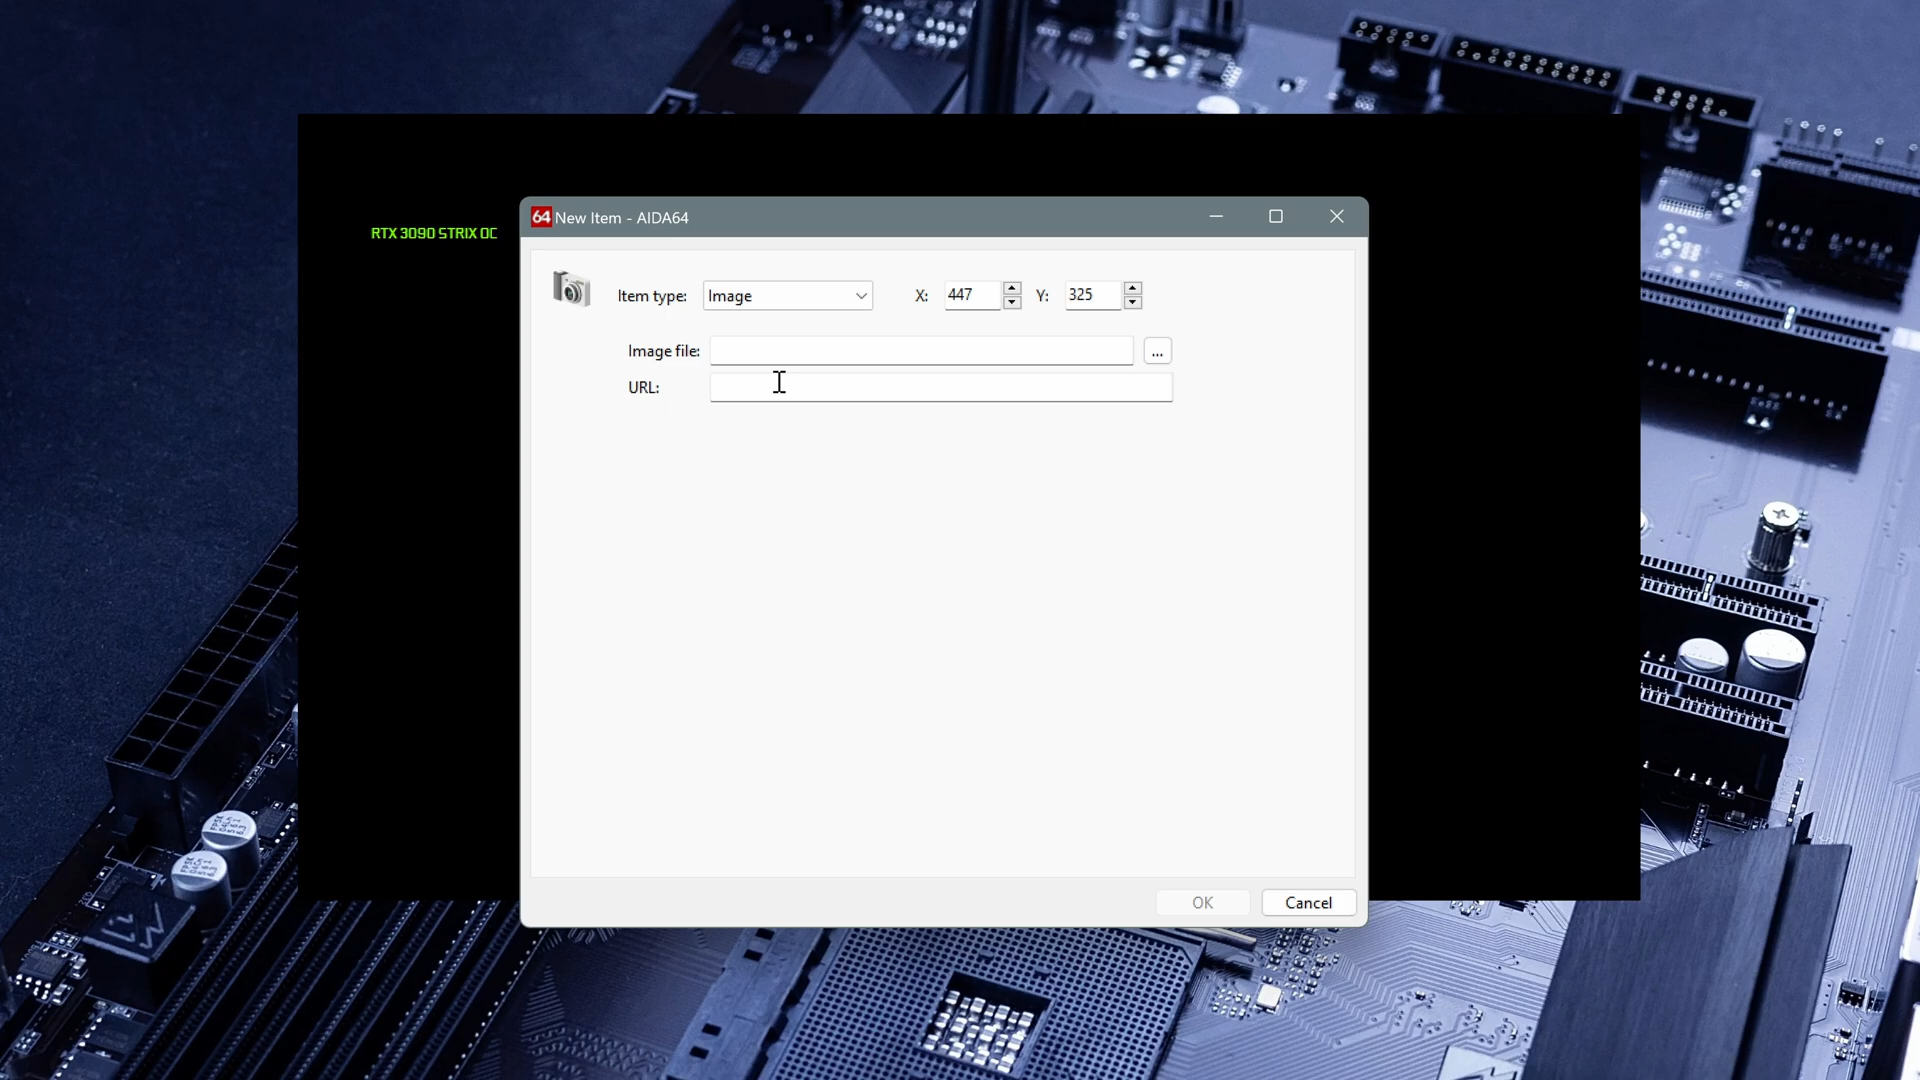 RTX 3090 STRIX OC
64 New Item - AIDA64
Item type: Image X: 447 Y: 325
Image file: ...
URL:
OK Cancel